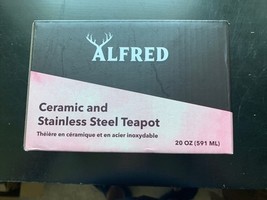 ALFRED
Ceramic and
Stainless Steel Teapot
Théière en céramique et en acier inoxydable
20 OZ (591 ML)